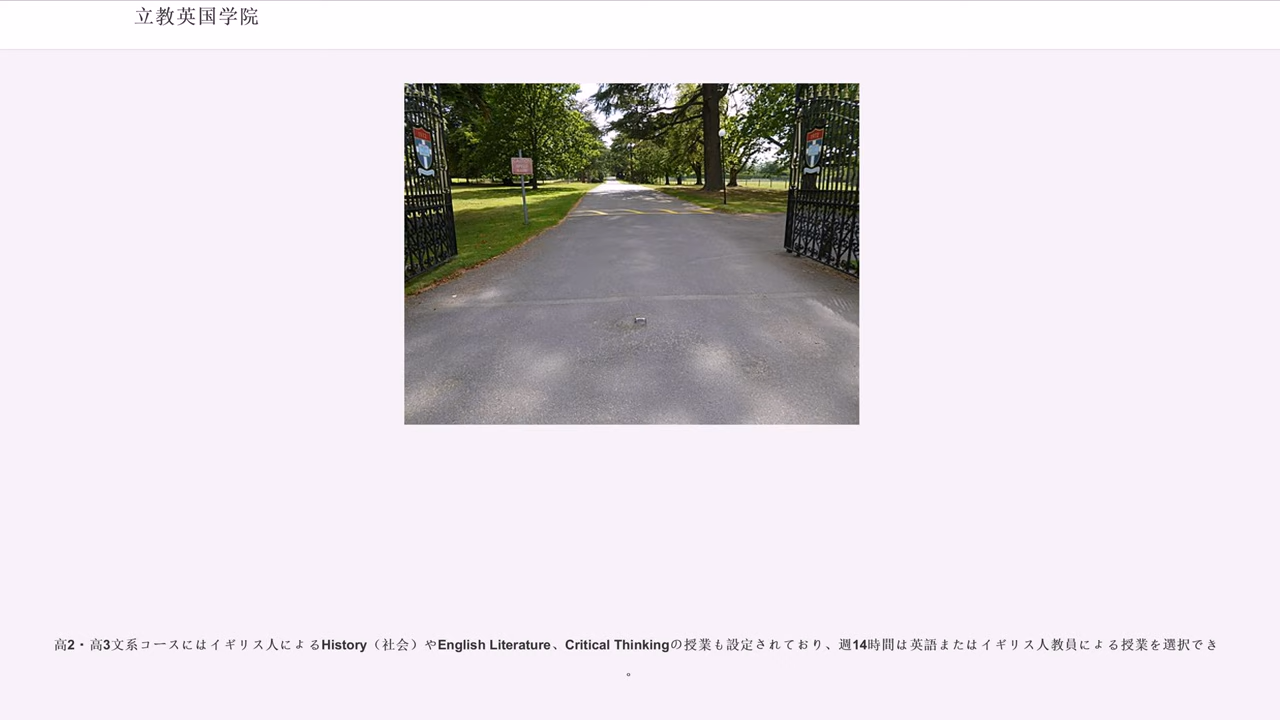 立教英国学院
高2・高3文系コースにはイギリス人によるHistory（社会）やEnglish Literature、Critical Thinkingの授業も設定されており、週14時間は英語またはイギリス人教員による授業を選択でき
。